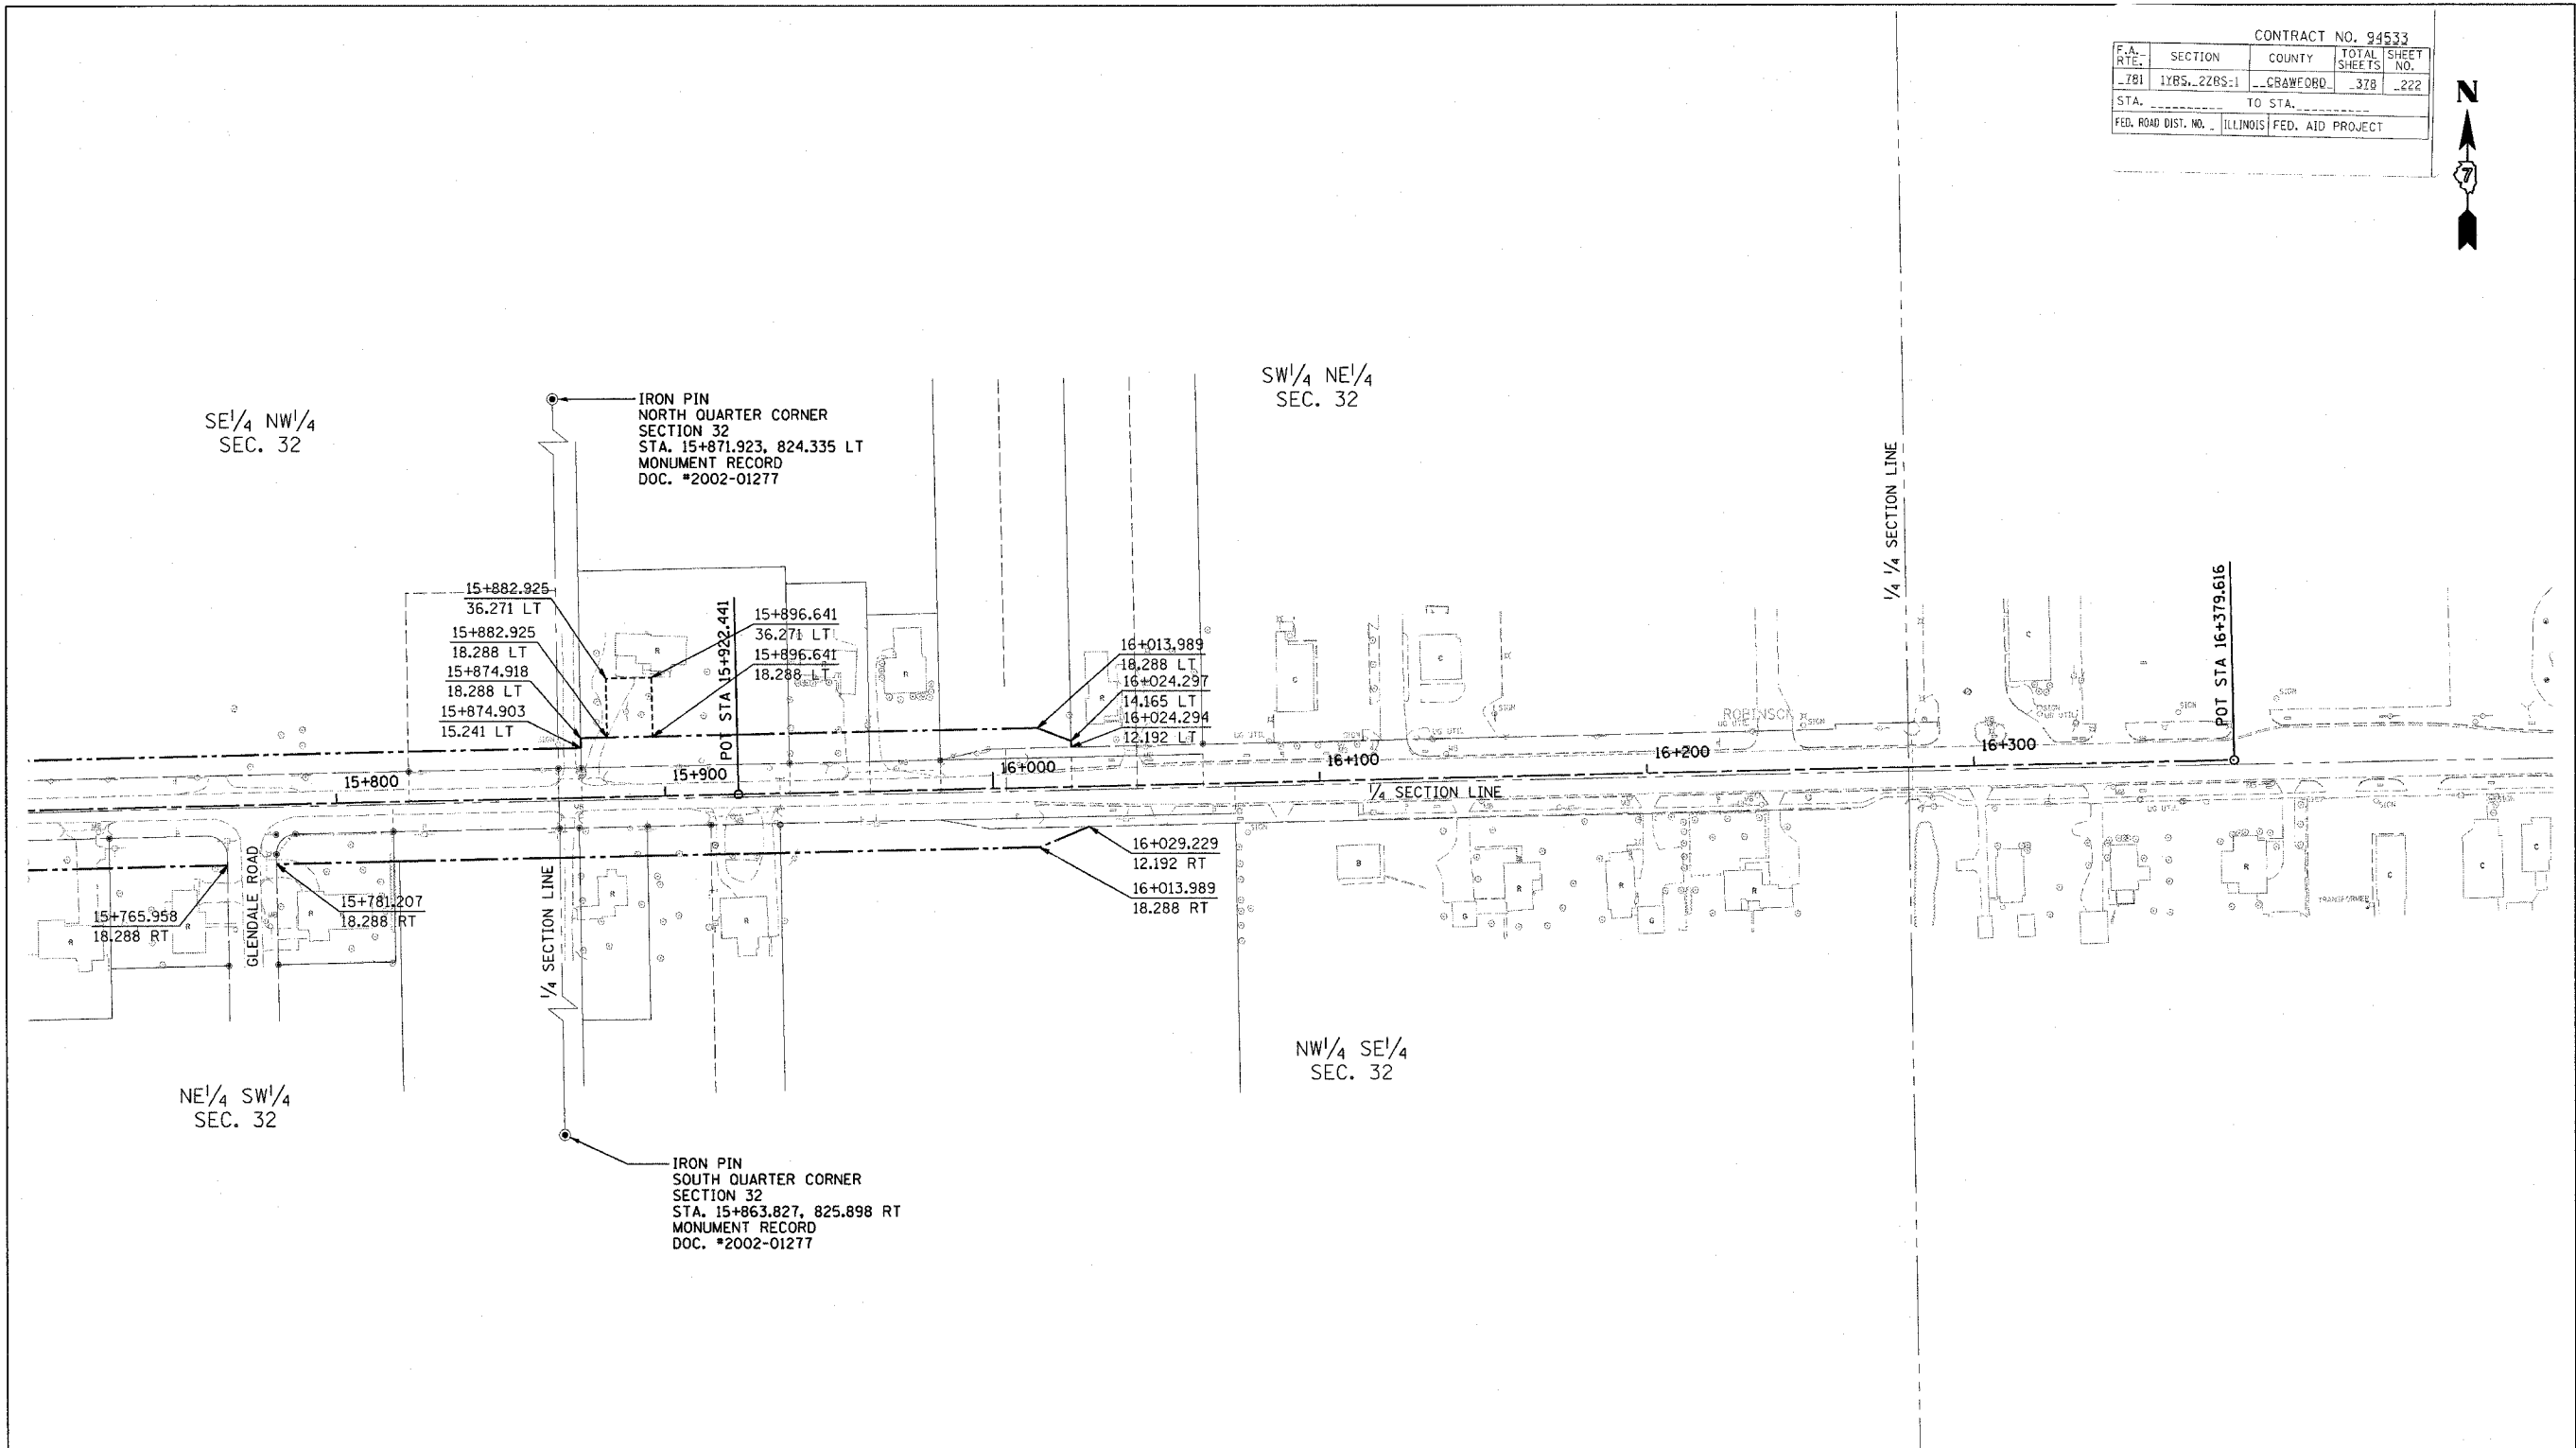 CONTRACT NO. 94533
F.A. RTE. SECTION COUNTY TOTAL SHEETS SHEET NO.
781 1YBS, 2ZBS-1 CRAWFORD 378 222
STA. TO STA.
FED. ROAD DIST. NO. ILLINOIS FED. AID PROJECT
N
7
SE1/4 NW1/4
SEC. 32
IRON PIN
NORTH QUARTER CORNER
SECTION 32
STA. 15+871.923, 824.335 LT
MONUMENT RECORD
DOC. #2002-01277
SW1/4 NE1/4
SEC. 32
1/4 1/4 SECTION LINE
15+882.925
36.271 LT
15+882.925
18.288 LT
15+874.918
18.288 LT
15+874.903
15.241 LT
POT STA 15+922.441
15+896.641
36.271 LT
15+896.641
18.288 LT
16+013.989
18.288 LT
16+024.297
14.165 LT
16+024.294
12.192 LT
POT STA 16+379.616
ROBINSON
SIGN
UG UTIL
15+800
15+900
16+000
16+100
16+200
16+300
1/4 SECTION LINE
16+029.229
12.192 RT
16+013.989
18.288 RT
15+765.958
18.288 RT
GLENDALE ROAD
15+781.207
18.288 RT
1/4 SECTION LINE
TRANSFORMER
NE1/4 SW1/4
SEC. 32
NW1/4 SE1/4
SEC. 32
IRON PIN
SOUTH QUARTER CORNER
SECTION 32
STA. 15+863.827, 825.898 RT
MONUMENT RECORD
DOC. #2002-01277